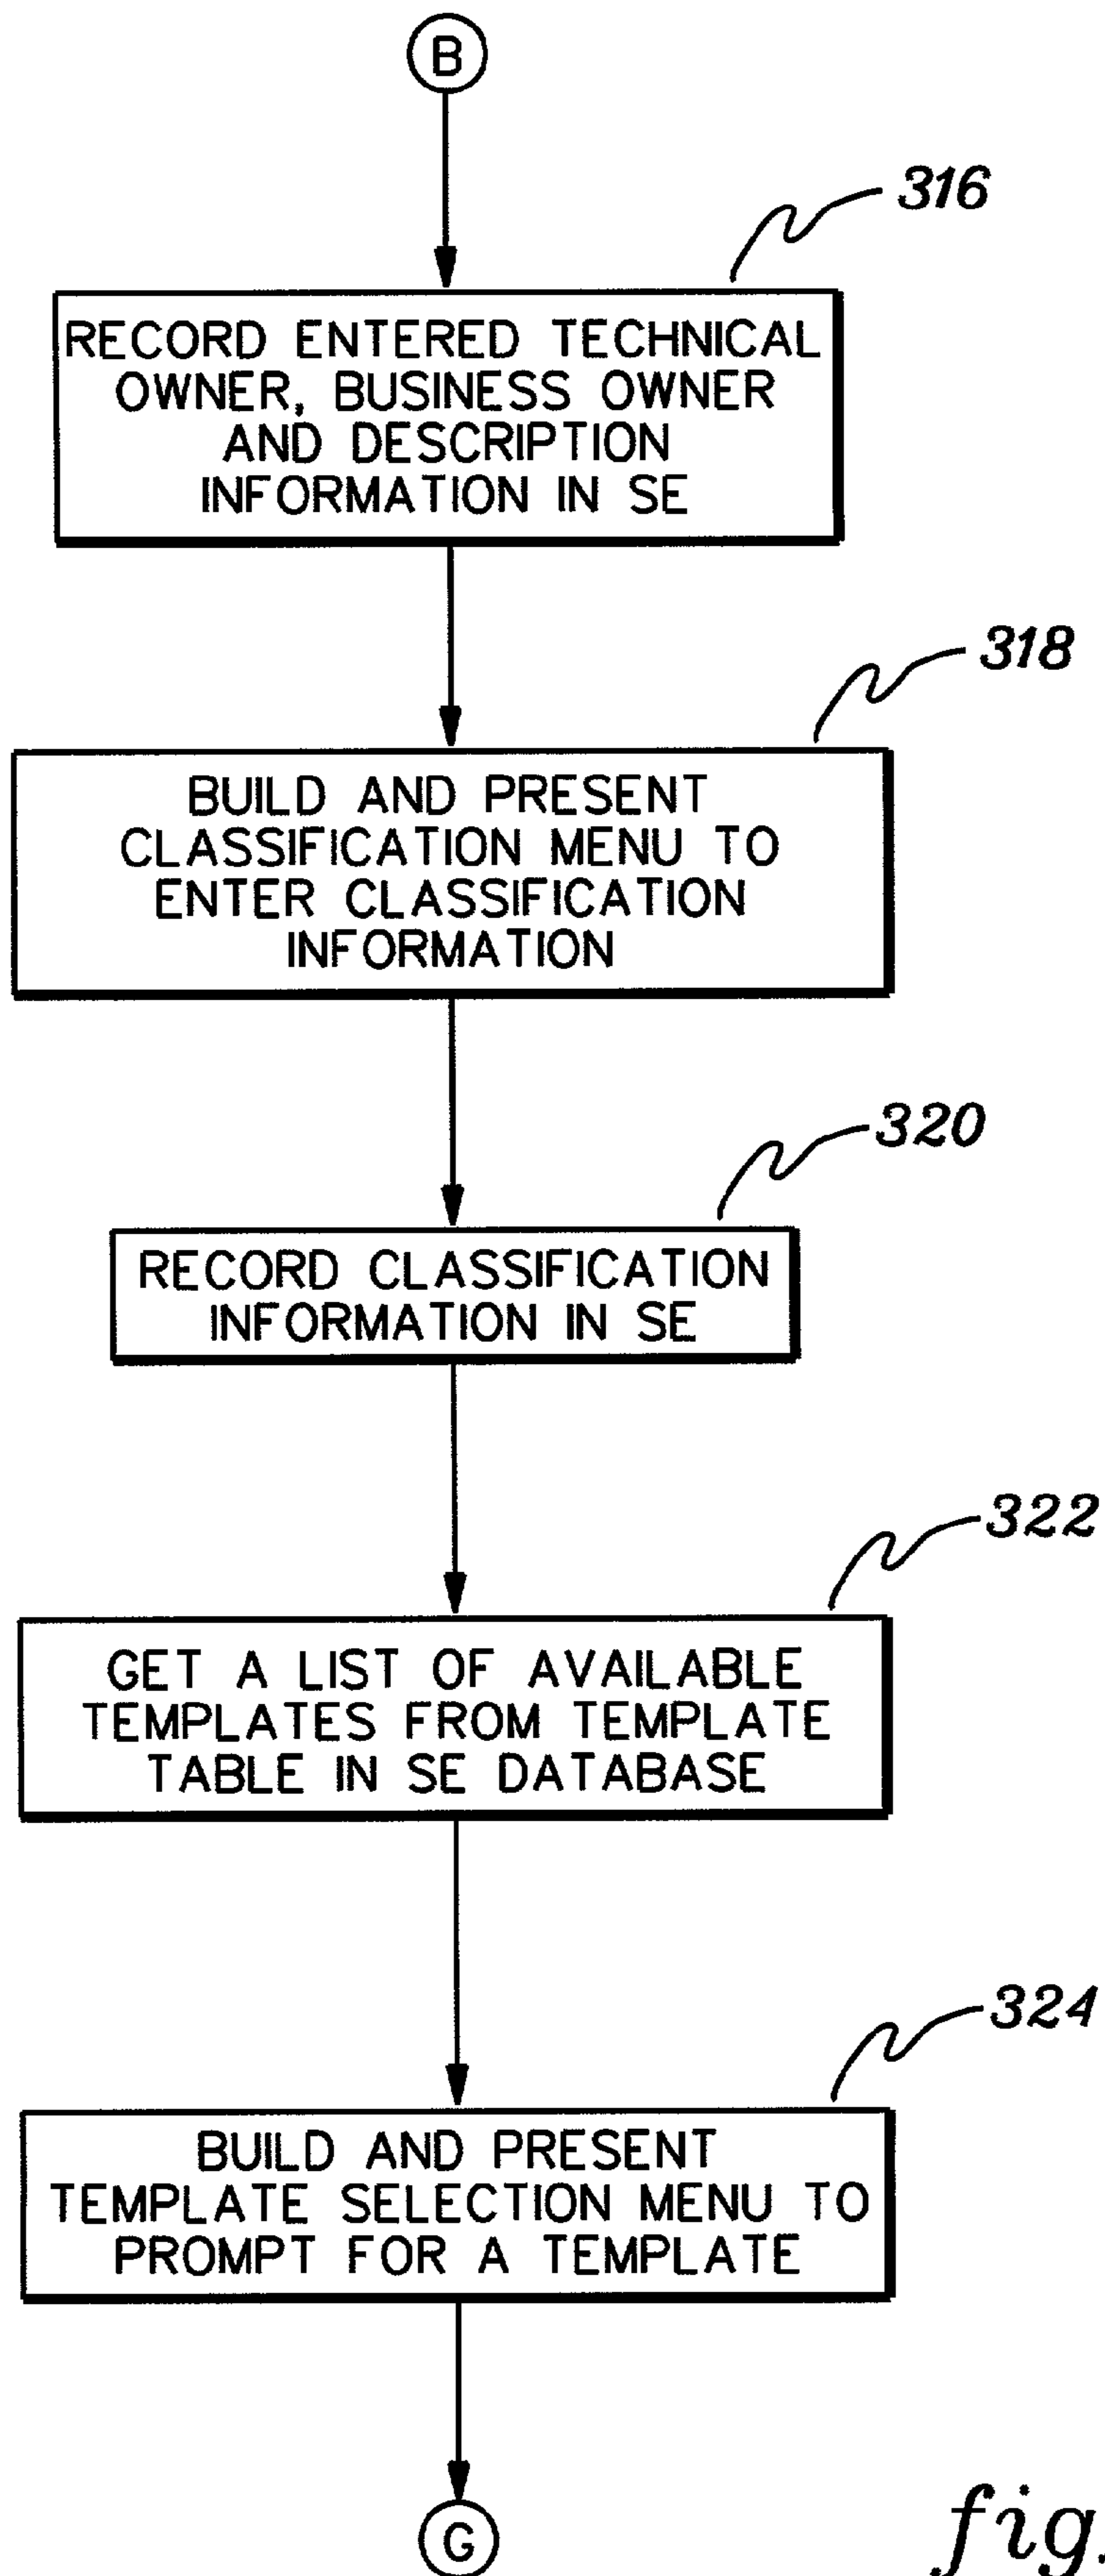 B
316
RECORD ENTERED TECHNICAL
OWNER, BUSINESS OWNER
AND DESCRIPTION
INFORMATION IN SE
318
BUILD AND PRESENT
CLASSIFICATION MENU TO
ENTER CLASSIFICATION
INFORMATION
320
RECORD CLASSIFICATION
INFORMATION IN SE
322
GET A LIST OF AVAILABLE
TEMPLATES FROM TEMPLATE
TABLE IN SE DATABASE
324
BUILD AND PRESENT
TEMPLATE SELECTION MENU TO
PROMPT FOR A TEMPLATE
G
fig.